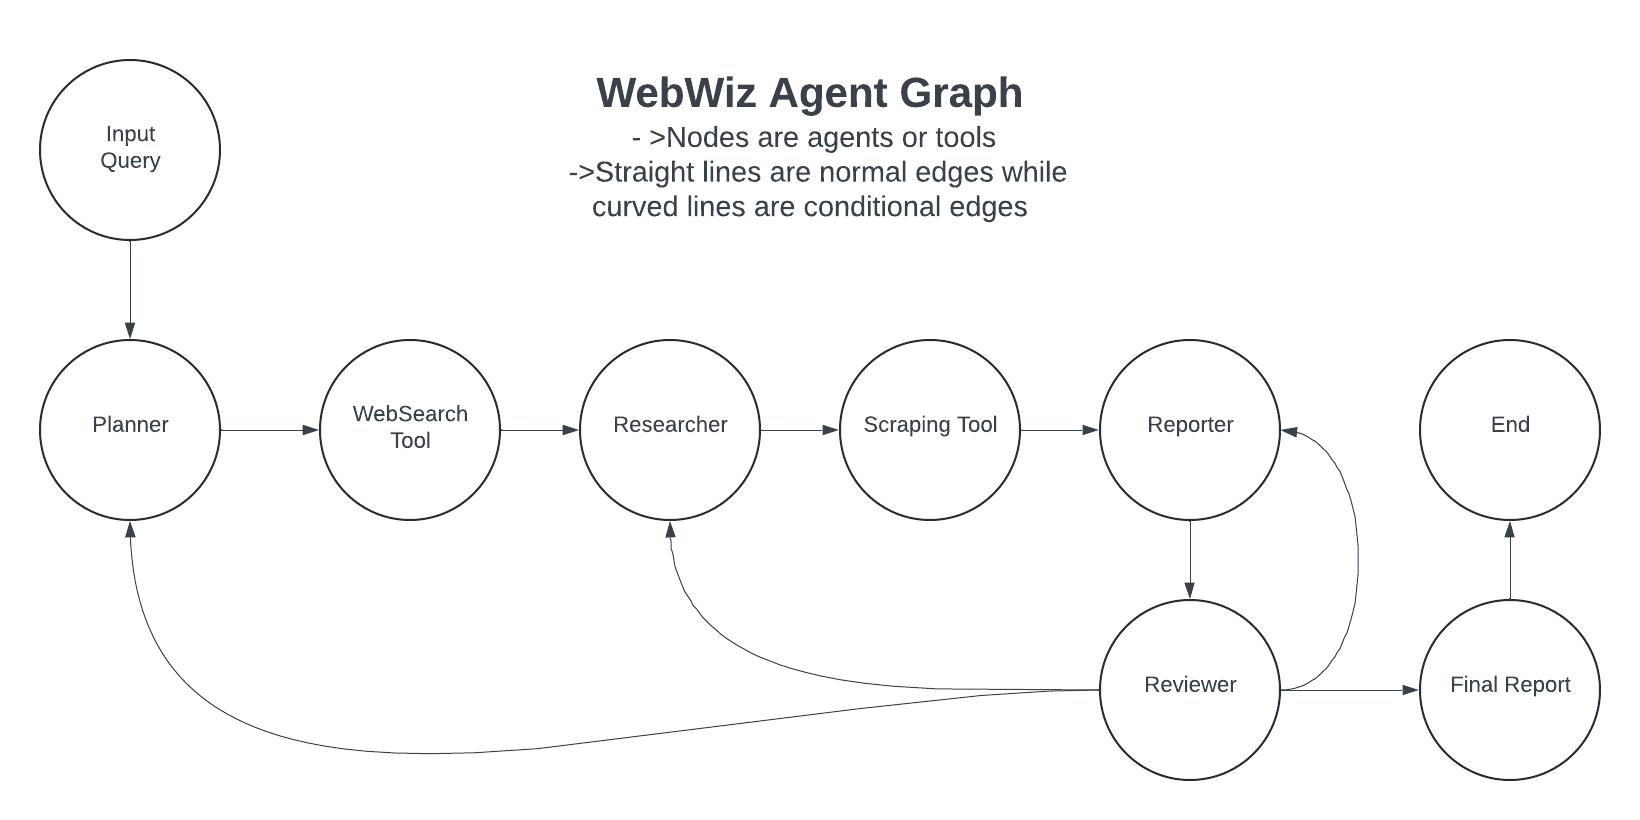 WebWiz Agent Graph
- >Nodes are agents or tools
->Straight lines are normal edges while
curved lines are conditional edges
Input
Query
Planner
WebSearch
Tool
Researcher
Scraping Tool
Reporter
End
Reviewer
Final Report